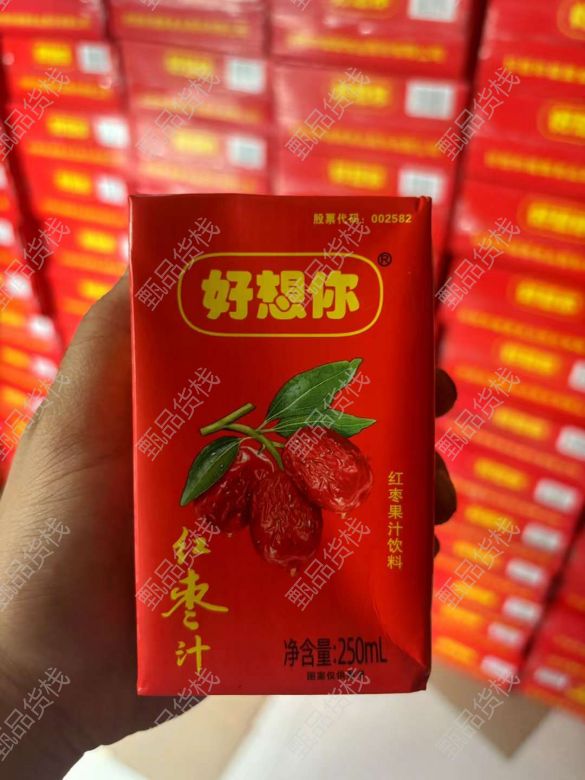 股票代码：002582
好想你®
红枣果汁饮料
红枣汁
净含量:250mL
甄品货栈